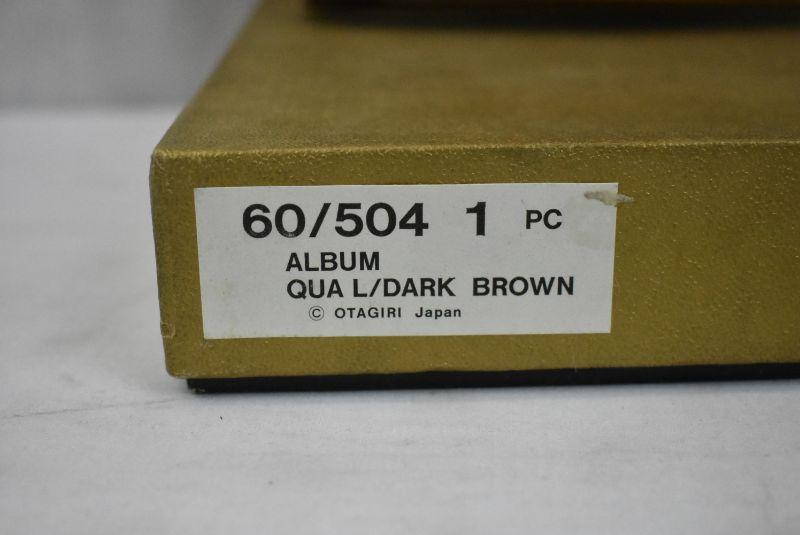 60/504 1 PC
ALBUM
QUA L/DARK BROWN
© OTAGIRI Japan